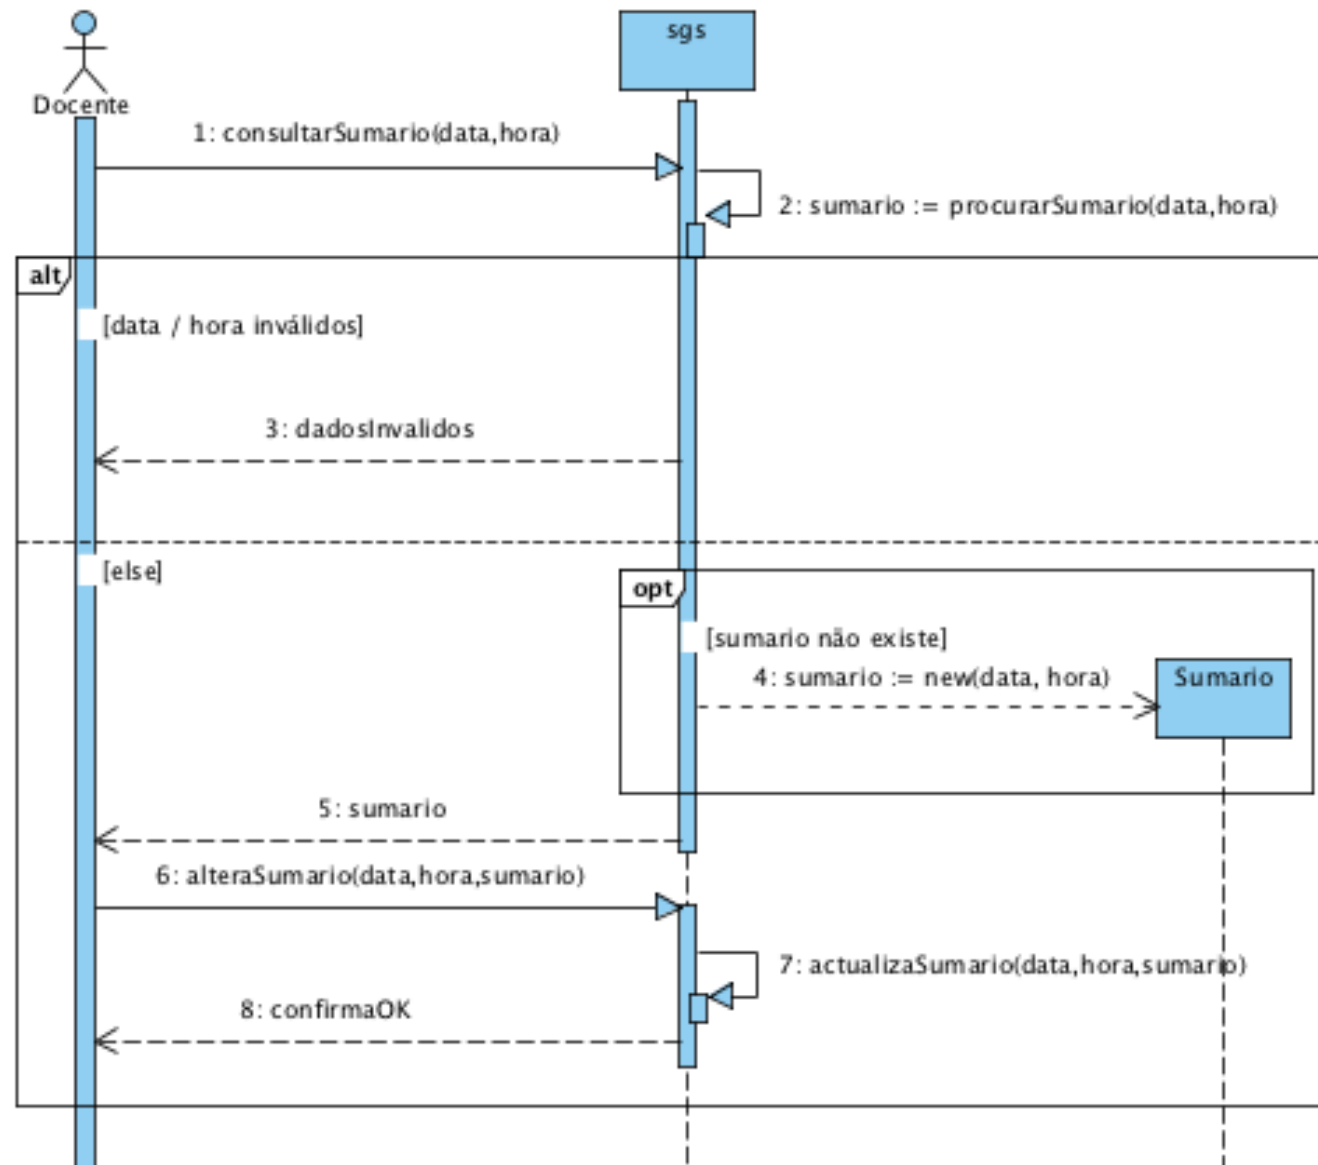 sgs
Docente
1: consultarSumario(data,hora)
2: sumario := procurarSumario(data,hora)
alt
[data / hora inválidos]
3: dadosInvalidos
[else]
opt
[sumario não existe]
4: sumario := new(data, hora)
Sumario
5: sumario
6: alteraSumario(data,hora,sumario)
7: actualizaSumario(data,hora,sumario)
8: confirmaOK